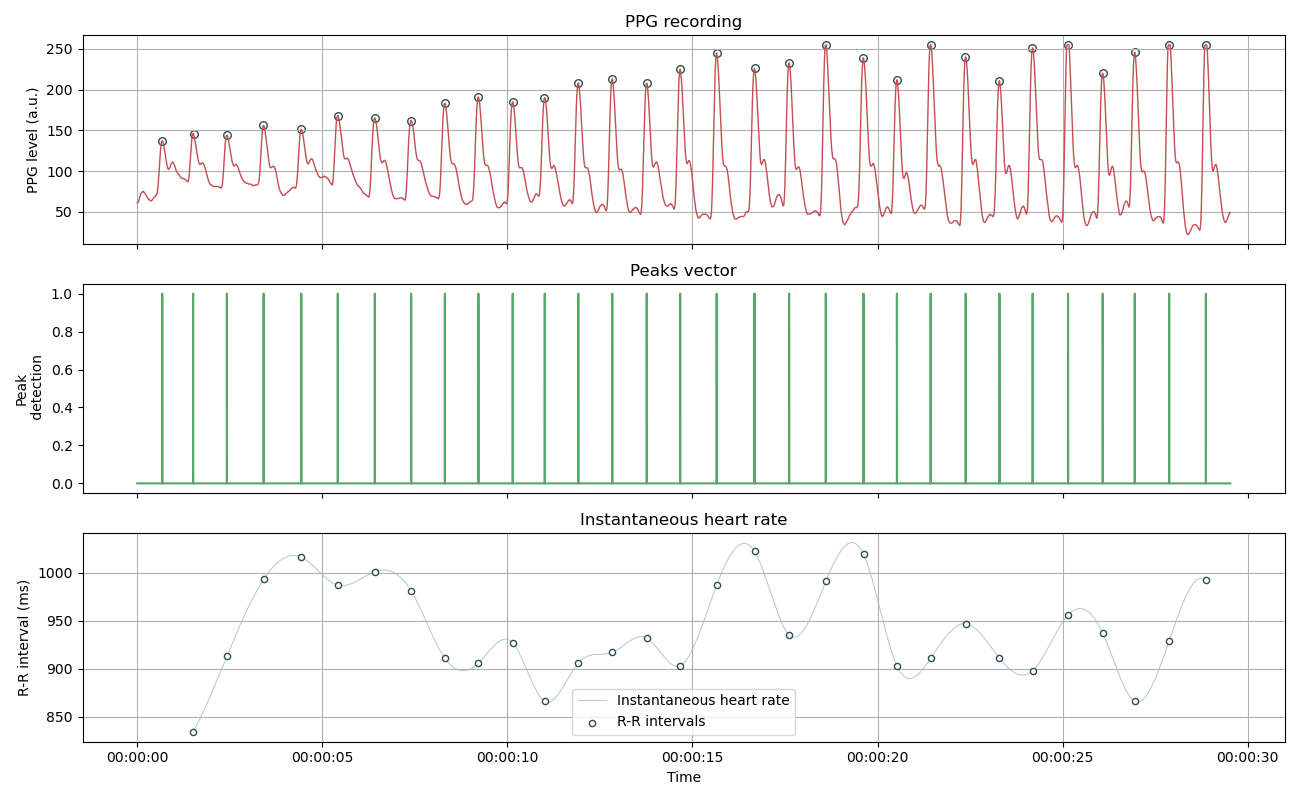 PPG recording
250
200
150
100
50
PPG level (a.u.)
Peaks vector
1.0
0.8
0.6
0.4
0.2
0.0
Peak
detection
Instantaneous heart rate
1000
950
900
850
R-R interval (ms)
Instantaneous heart rate
R-R intervals
00:00:00 00:00:05 00:00:10 00:00:15 00:00:20 00:00:25 00:00:30
Time